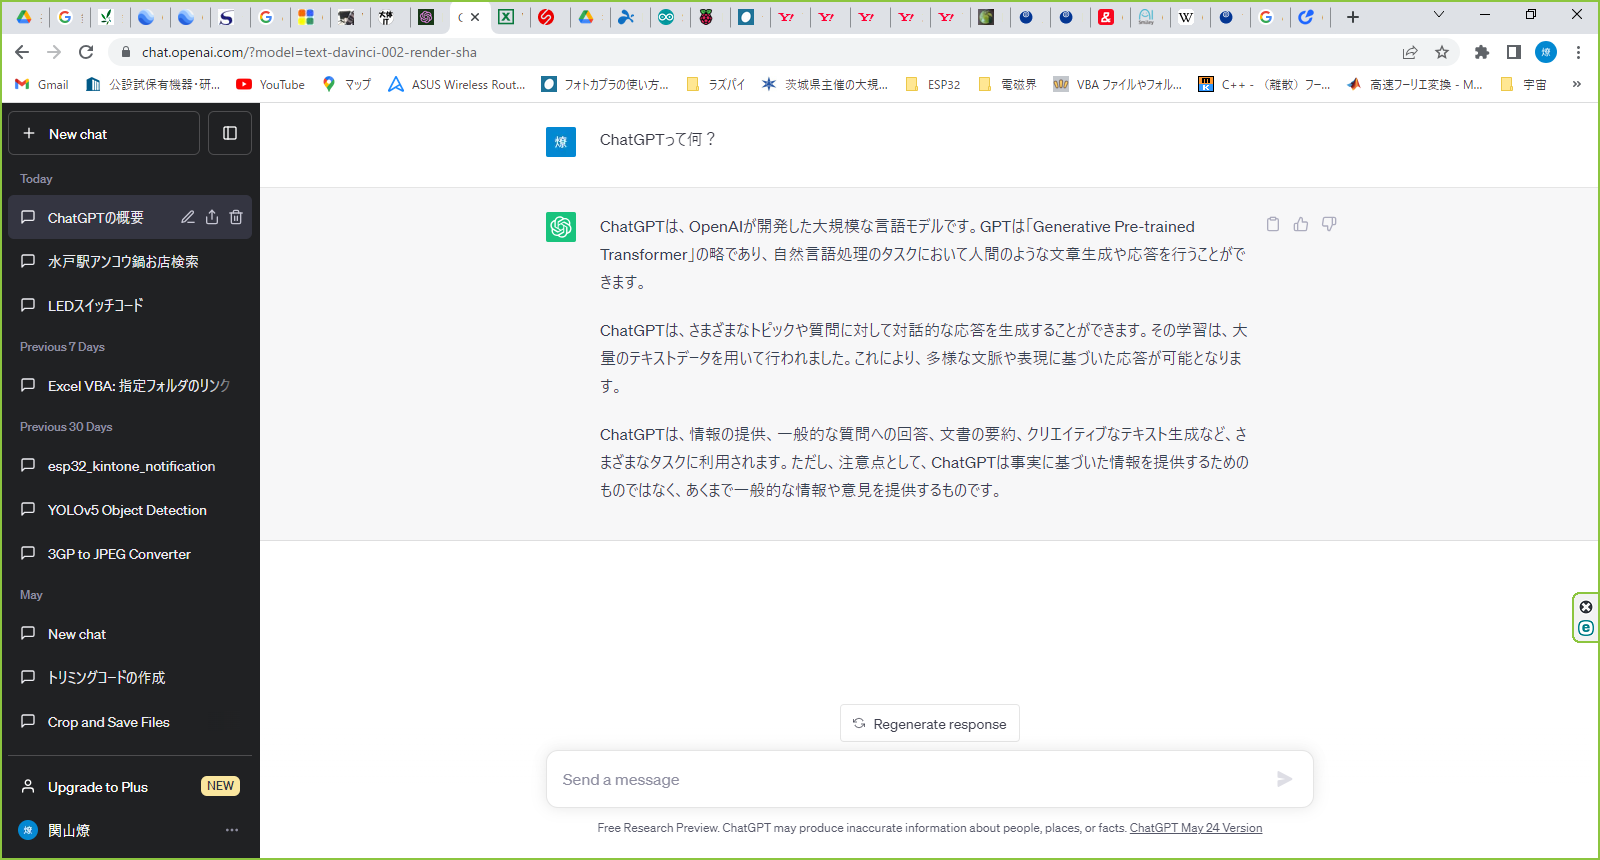 chat.openai.com/?model=text-davinci-002-render-sha
燎
Gmail
公設試保有機器・研...
YouTube
マップ
ASUS Wireless Rout...
フォトカプラの使い方...
ラズパイ
茨城県主催の大規...
ESP32
電磁界
VBA ファイルやフォル...
C++ - （離散）フー...
高速フーリエ変換 - M...
宇宙
»
+ New chat
Today
ChatGPTの概要
水戸駅アンコウ鍋お店検索
LEDスイッチコード
Previous 7 Days
Excel VBA: 指定フォルダのリンク
Previous 30 Days
esp32_kintone_notification
YOLOv5 Object Detection
3GP to JPEG Converter
May
New chat
トリミングコードの作成
Crop and Save Files
Upgrade to Plus
NEW
燎
関山燎
燎
ChatGPTって何？
ChatGPTは、OpenAIが開発した大規模な言語モデルです。GPTは「Generative Pre-trained
Transformer」の略であり、自然言語処理のタスクにおいて人間のような文章生成や応答を行うことがで
きます。
ChatGPTは、さまざまなトピックや質問に対して対話的な応答を生成することができます。その学習は、大
量のテキストデータを用いて行われました。これにより、多様な文脈や表現に基づいた応答が可能となりま
す。
ChatGPTは、情報の提供、一般的な質問への回答、文書の要約、クリエイティブなテキスト生成など、さ
まざまなタスクに利用されます。ただし、注意点として、ChatGPTは事実に基づいた情報を提供するための
ものではなく、あくまで一般的な情報や意見を提供するものです。
Regenerate response
Send a message
Free Research Preview. ChatGPT may produce inaccurate information about people, places, or facts. ChatGPT May 24 Version